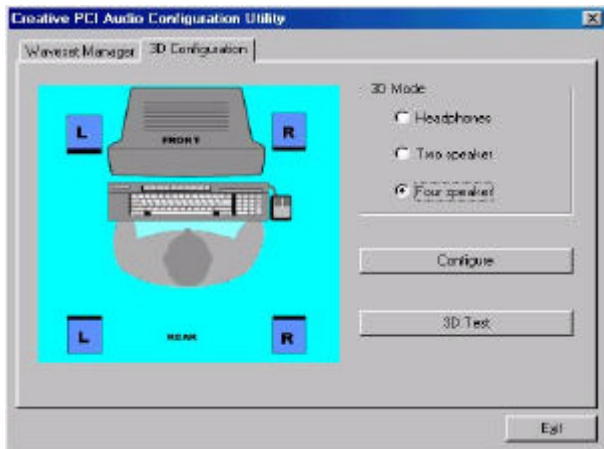 Creative PCI Audio Configuration Utility
Waveset Manager
3D Configuration
L
FRONT
R
L
REAR
R
3D Mode
Headphones
Two speaker
Four speaker
Configure
3D Test
Exit